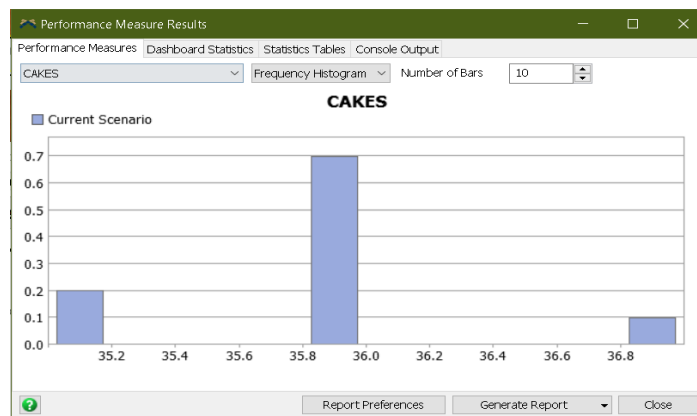 Performance Measure Results
Performance Measures Dashboard Statistics Statistics Tables Console Output
CAKES Frequency Histogram Number of Bars 10
CAKES
Current Scenario
0.7
0.6
0.5
0.4
0.3
0.2
0.1
0.0
35.2 35.4 35.6 35.8 36.0 36.2 36.4 36.6 36.8
? Report Preferences Generate Report Close